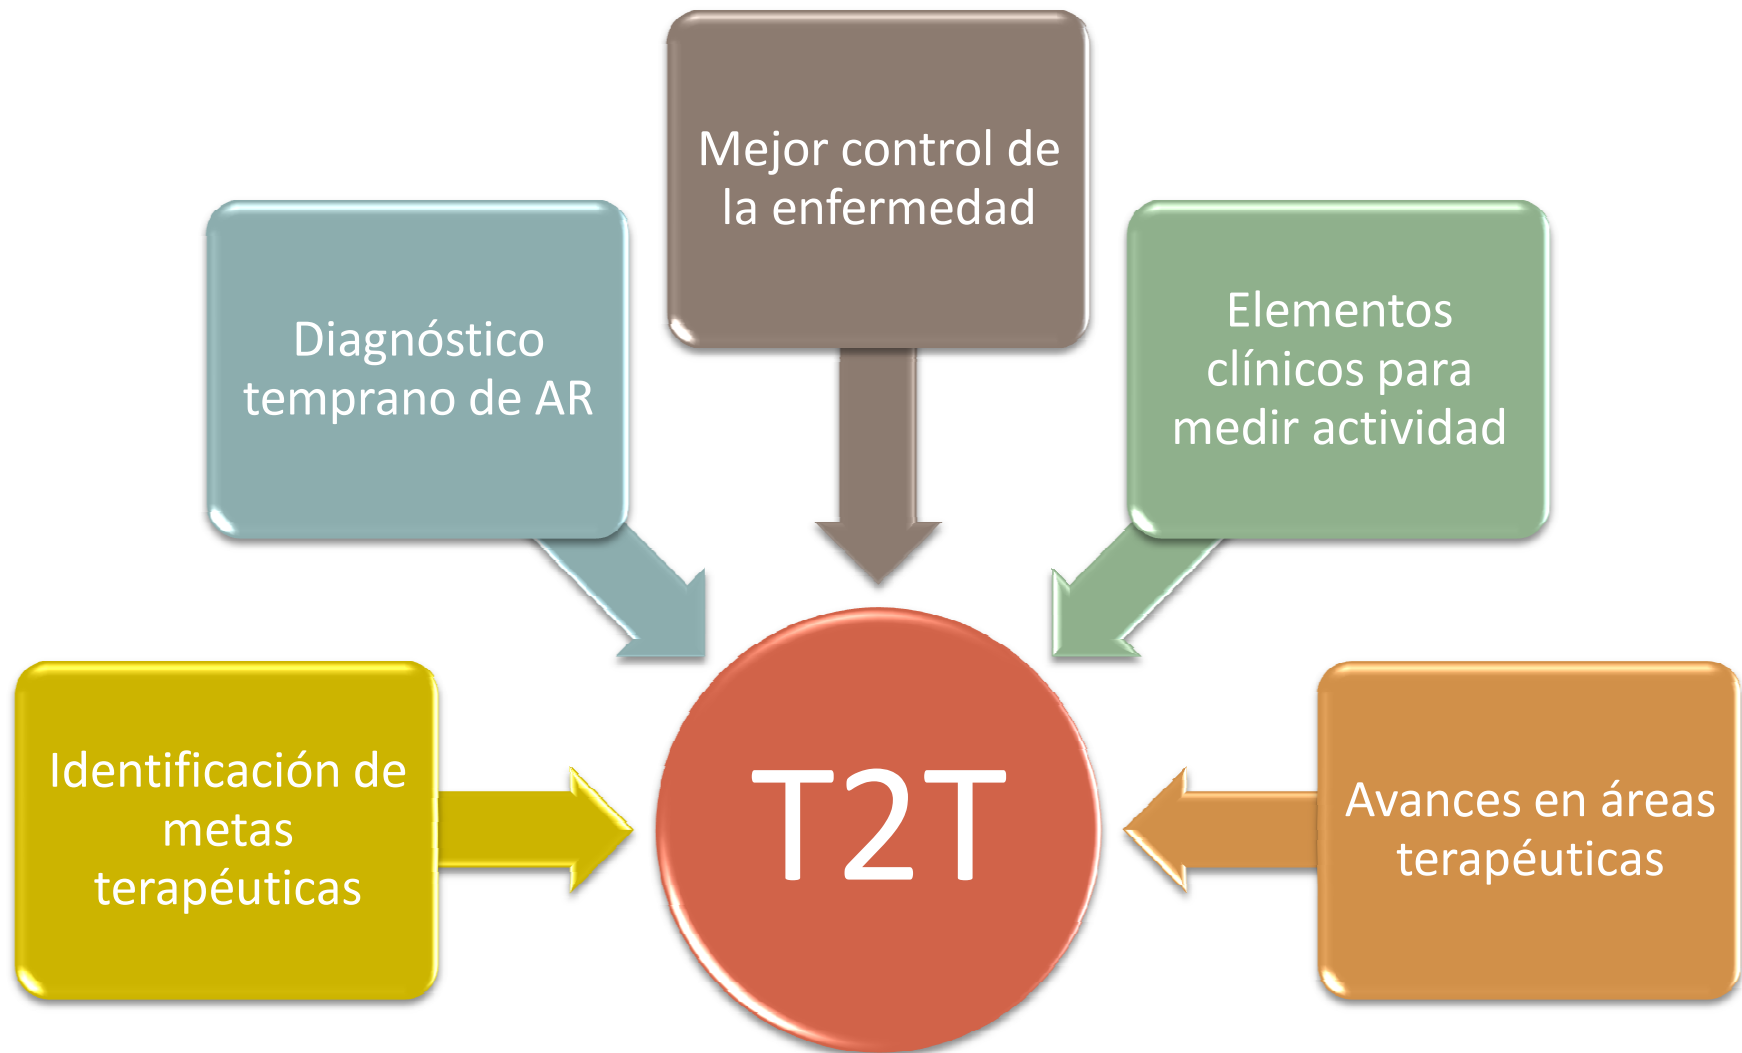 Mejor control de
la enfermedad
Diagnóstico
temprano de AR
Elementos
clínicos para
medir actividad
Identificación de
metas
terapéuticas
T2T
Avances en áreas
terapéuticas